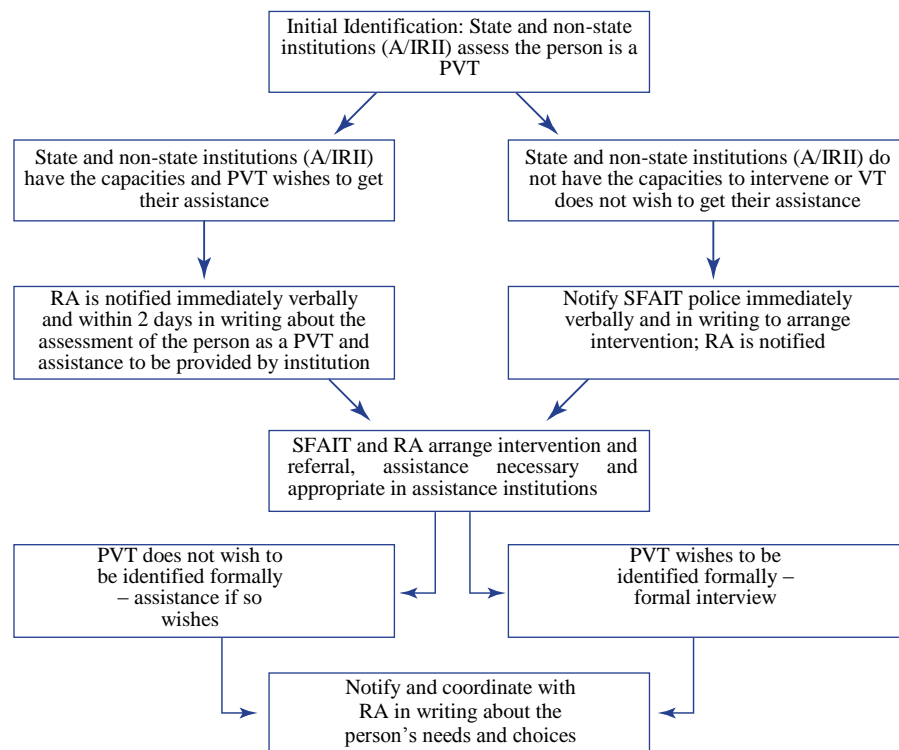 Initial Identification: State and non-state
institutions (A/IRII) assess the person is a
PVT
State and non-state institutions (A/IRII)
have the capacities and PVT wishes to get
their assistance
State and non-state institutions (A/IRII) do
not have the capacities to intervene or VT
does not wish to get their assistance
RA is notified immediately verbally
and within 2 days in writing about the
assessment of the person as a PVT and
assistance to be provided by institution
Notify SFAIT police immediately
verbally and in writing to arrange
intervention; RA is notified
SFAIT and RA arrange intervention and
referral, assistance necessary and
appropriate in assistance institutions
PVT does not wish to
be identified formally
– assistance if so
wishes
PVT wishes to be
identified formally –
formal interview
Notify and coordinate with
RA in writing about the
person's needs and choices